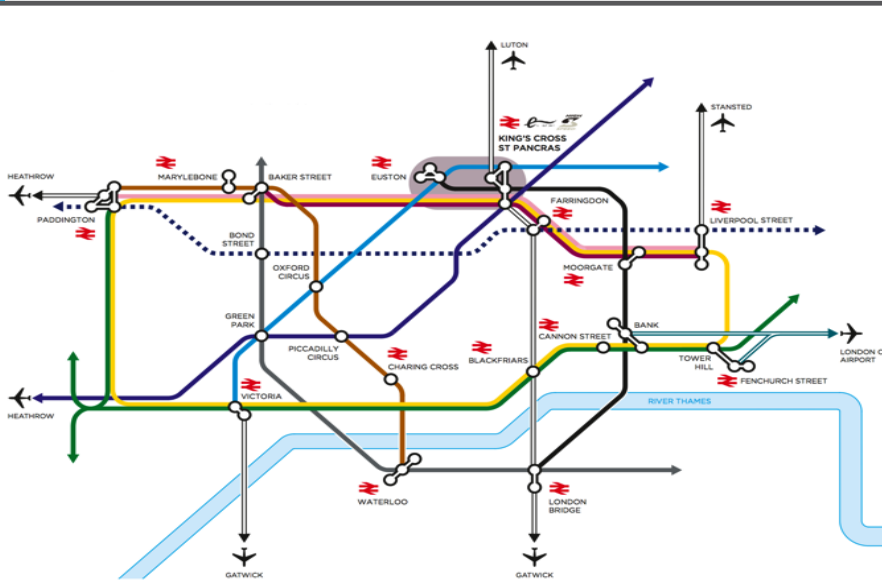 LUTON
STANSTED
KING'S CROSS
ST PANCRAS
HEATHROW
MARYLEBONE
BAKER STREET
EUSTON
PADDINGTON
FARRINGDON
LIVERPOOL STREET
BOND
STREET
OXFORD
CIRCUS
MOORGATE
GREEN
PARK
PICCADILLY
CIRCUS
CHARING CROSS
BLACKFRIARS
CANNON STREET
BANK
TOWER
HILL
LONDON C
AIRPORT
FENCHURCH STREET
HEATHROW
VICTORIA
RIVER THAMES
WATERLOO
LONDON
BRIDGE
GATWICK
GATWICK